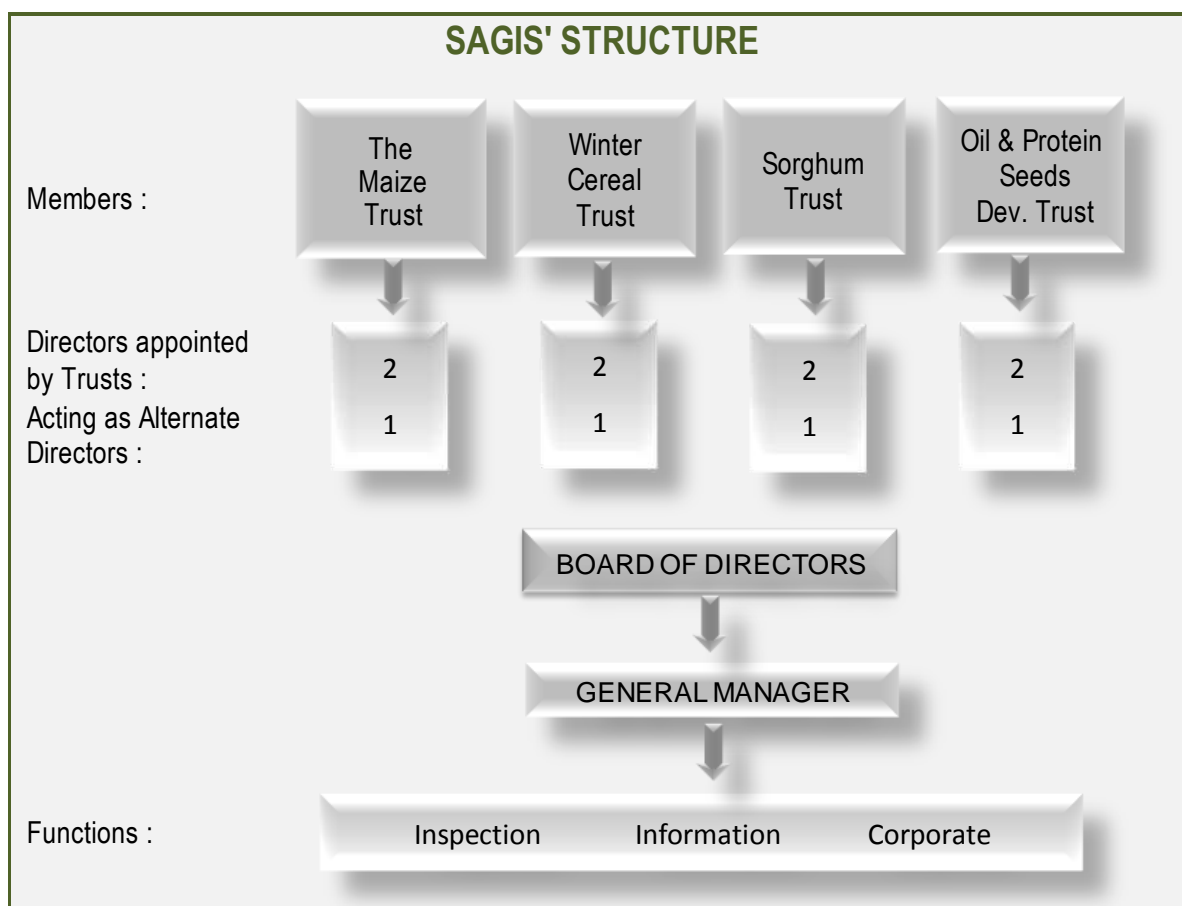 SAGIS' STRUCTURE
Members :
The
Maize
Trust
Winter
Cereal
Trust
Sorghum
Trust
Oil & Protein
Seeds
Dev. Trust
Directors appointed
by Trusts :
2
2
2
2
Acting as Alternate
Directors :
1
1
1
1
BOARD OF DIRECTORS
GENERAL MANAGER
Functions :
Inspection Information Corporate